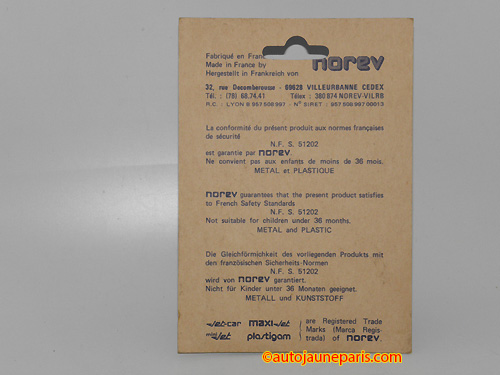 Fabriqué en Franc
Made in France by norev
Hergestellt in Frankreich von
32, rue Decomberousse - 69628 VILLEURBANNE CEDEX
Tél. : (78) 68.74.41 Télex : 380 874 NOREV-VILRB
R.C. : LYON B 957 508 997 - N° SIRET : 957 508 997 00013
La conformité du présent produit aux normes françaises
de sécurité
N.F. S. 51202
est garantie par norev.
Ne convient pas aux enfants de moins de 36 mois.
METAL et PLASTIQUE
norev guarantees that the present product satisfies
to French Safety Standards
N.F. S. 51202
Not suitable for children under 36 months.
METAL and PLASTIC
Die Gleichförmichkeit des vorliegenden Produkts mit
den französischen Sicherheits-Normen
N.F. S. 51202
wird von norev garantiert.
Nicht für Kinder unter 36 Monaten geeignet.
METALL und KUNSTSTOFF
Jet-car maxi-Jet are Registered Trade
mini Jet plastigam Marks (Marca Regis-
trada) of norev.
©autojauneparis.com